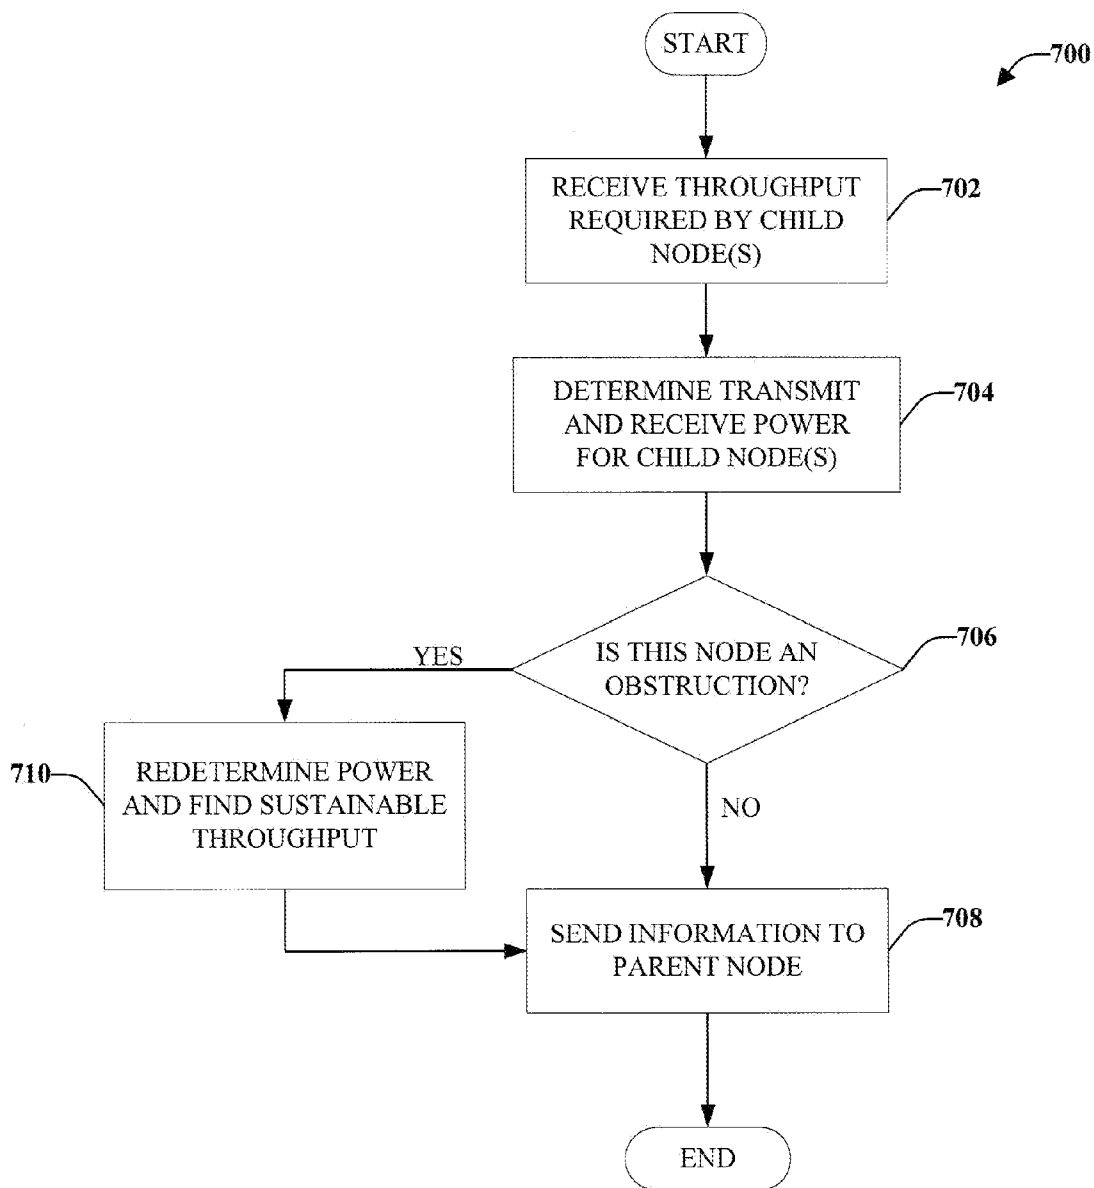 START
700
RECEIVE THROUGHPUT
REQUIRED BY CHILD
NODE(S)
702
DETERMINE TRANSMIT
AND RECEIVE POWER
FOR CHILD NODE(S)
704
IS THIS NODE AN
OBSTRUCTION?
706
YES
710
REDETERMINE POWER
AND FIND SUSTAINABLE
THROUGHPUT
NO
SEND INFORMATION TO
PARENT NODE
708
END